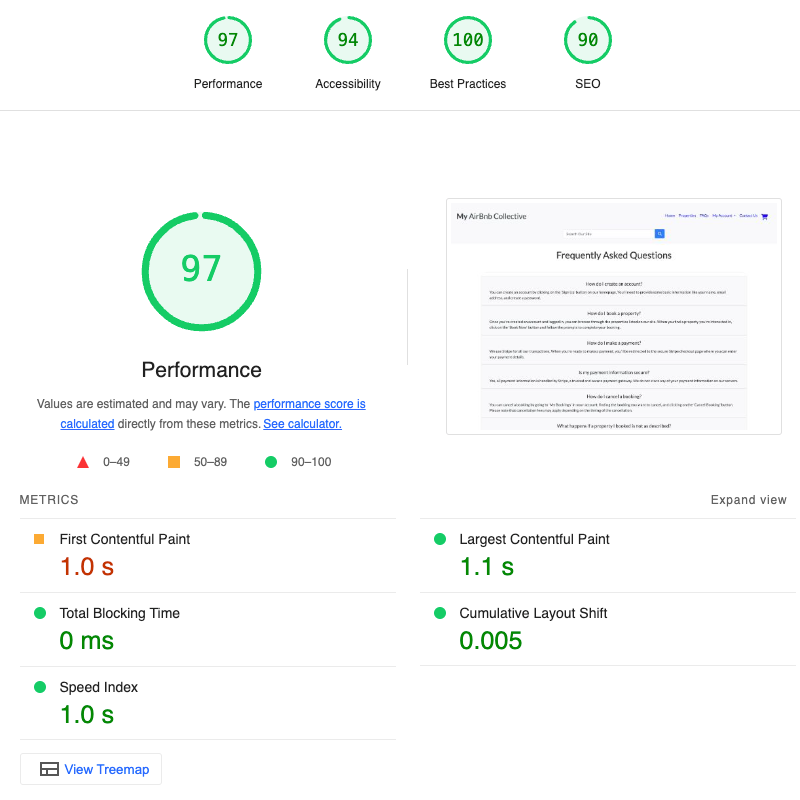 97
94
100
90
Performance
Accessibility
Best Practices
SEO
97
Performance
Values are estimated and may vary. The performance score is
calculated directly from these metrics. See calculator.
0–49
50–89
90–100
My AirBnb Collective
Home Properties FAQs My Account Contact Us
Frequently Asked Questions
How do I create an account?
How do I book a property?
How do I make a payment?
Is my payment information secure?
How do I cancel a booking?
What happens if a property I booked is not as described?
METRICS
Expand view
First Contentful Paint
1.0 s
Largest Contentful Paint
1.1 s
Total Blocking Time
0 ms
Cumulative Layout Shift
0.005
Speed Index
1.0 s
View Treemap